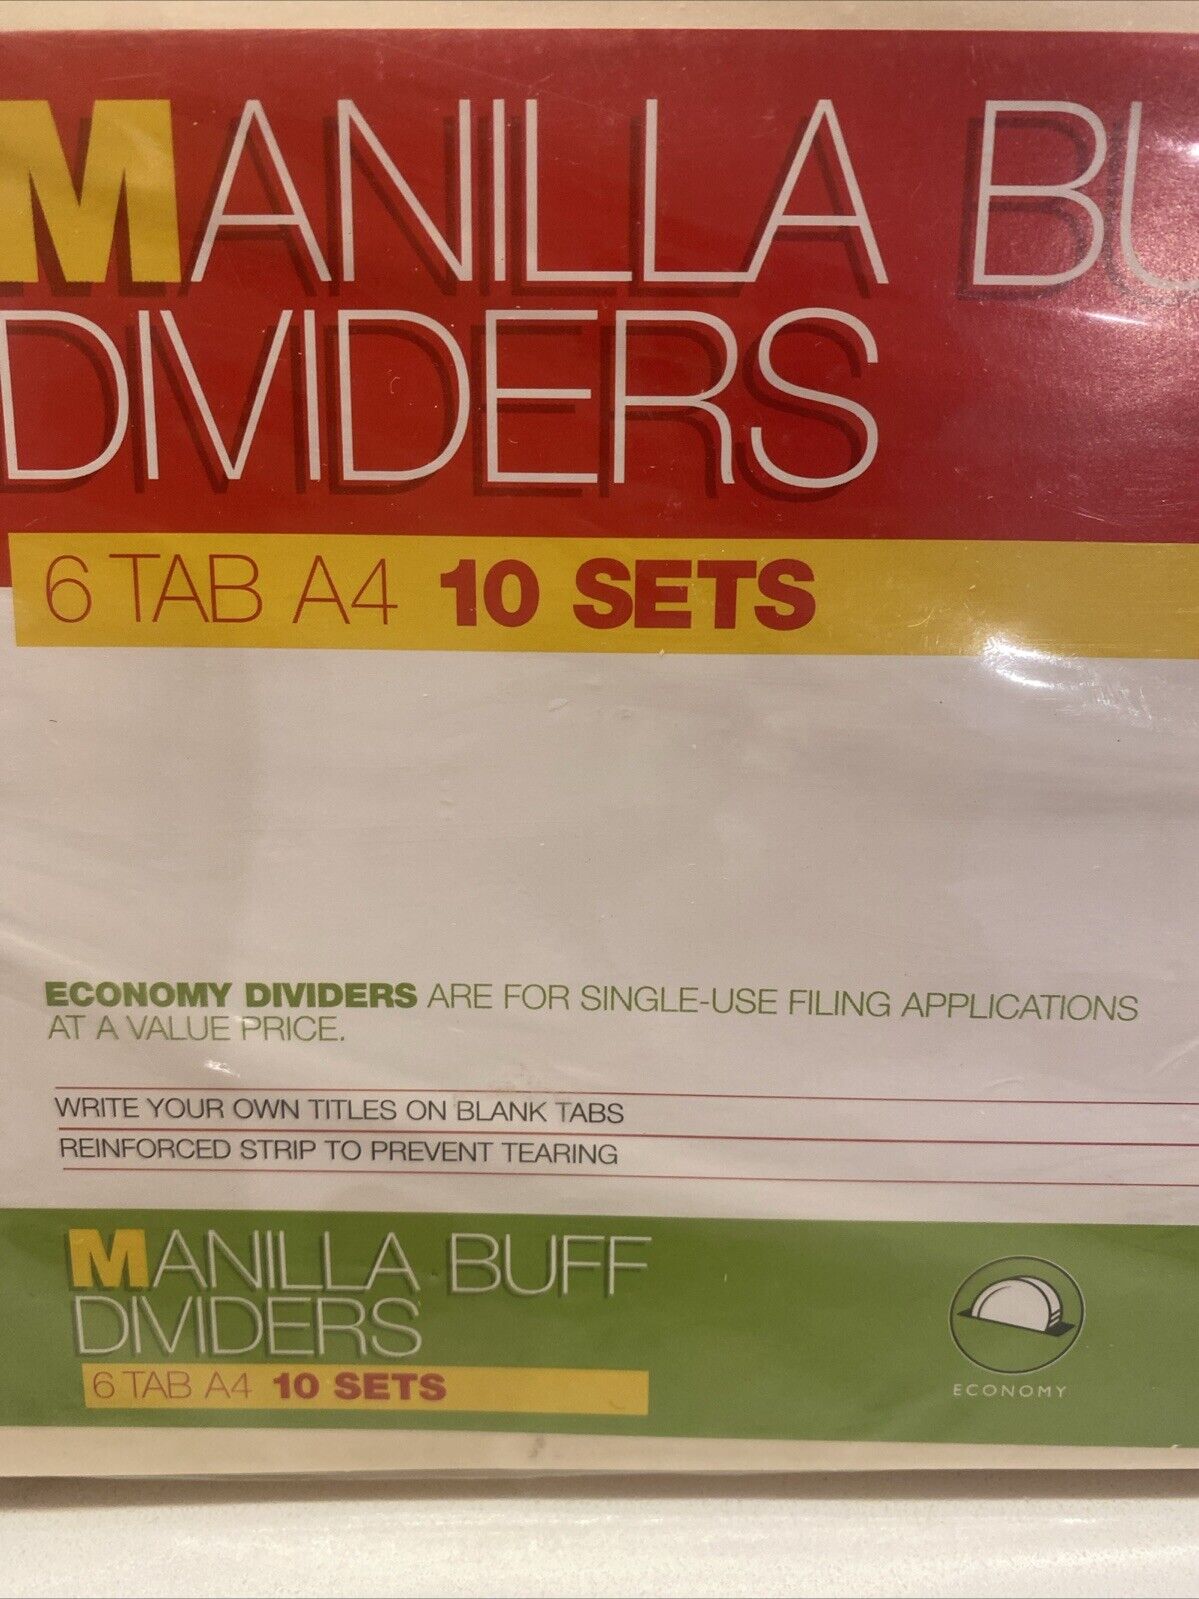 MANILLA BU
DIVIDERS
6 TAB A4 10 SETS
ECONOMY DIVIDERS ARE FOR SINGLE-USE FILING APPLICATIONS
AT A VALUE PRICE.
WRITE YOUR OWN TITLES ON BLANK TABS
REINFORCED STRIP TO PREVENT TEARING
MANILLA BUFF
DIVIDERS
6 TAB A4 10 SETS
ECONOMY